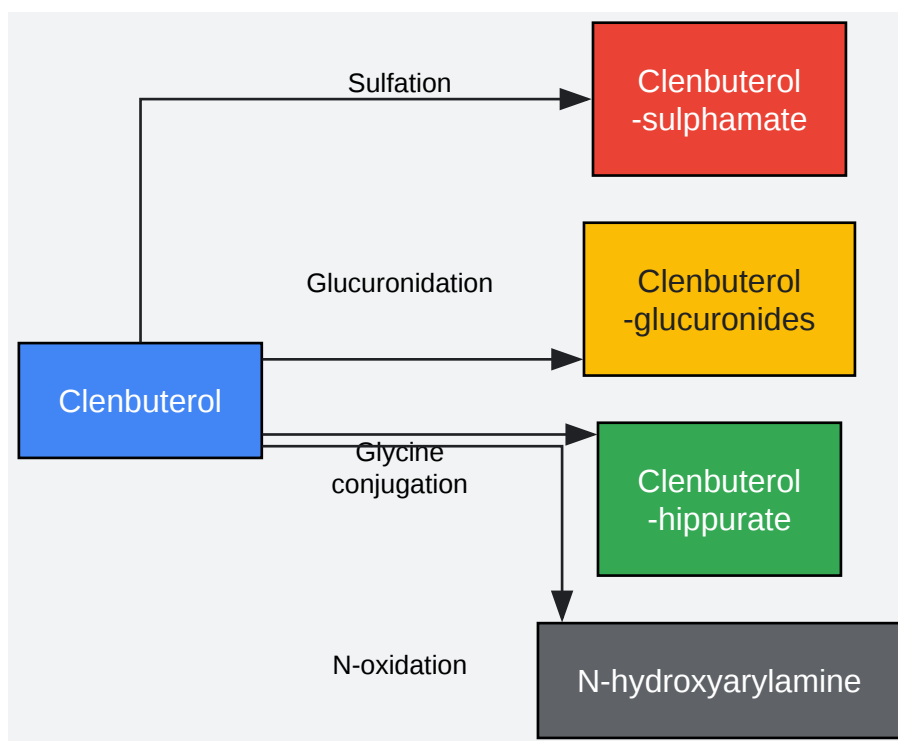 Sulfation
Clenbuterol
-sulphamate
Glucuronidation
Clenbuterol
-glucuronides
Clenbuterol
Glycine
conjugation
Clenbuterol
-hippurate
N-oxidation
N-hydroxyarylamine